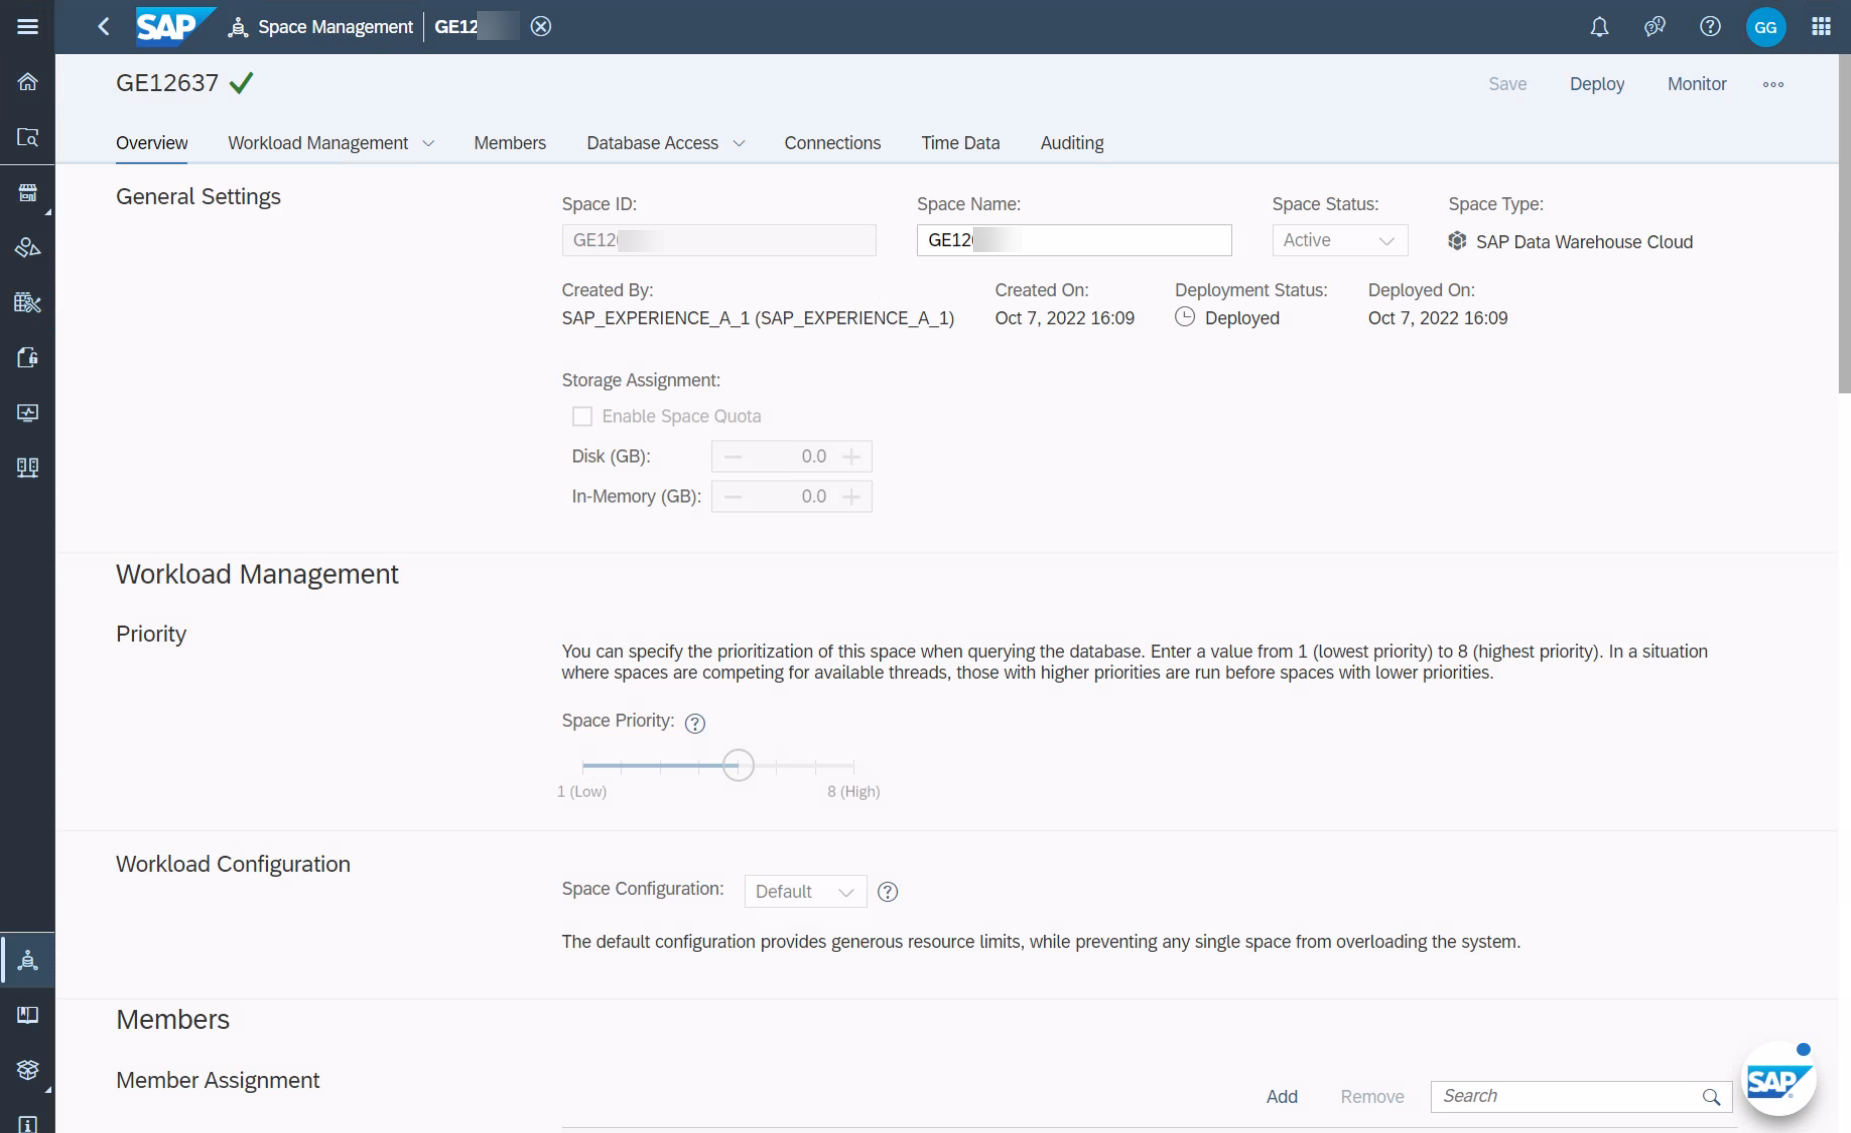 SAP Space Management GE12
GG
GE12637
Save Deploy Monitor
Overview Workload Management Members Database Access Connections Time Data Auditing
General Settings
Space ID: Space Name: Space Status: Space Type:
GE12 GE12 Active SAP Data Warehouse Cloud
Created By: Created On: Deployment Status: Deployed On:
SAP_EXPERIENCE_A_1 (SAP_EXPERIENCE_A_1) Oct 7, 2022 16:09 Deployed Oct 7, 2022 16:09
Storage Assignment:
Enable Space Quota
Disk (GB): 0.0
In-Memory (GB): 0.0
Workload Management
Priority
You can specify the prioritization of this space when querying the database. Enter a value from 1 (lowest priority) to 8 (highest priority). In a situation
where spaces are competing for available threads, those with higher priorities are run before spaces with lower priorities.
Space Priority:
1 (Low) 8 (High)
Workload Configuration
Space Configuration: Default
The default configuration provides generous resource limits, while preventing any single space from overloading the system.
Members
Member Assignment
Add Remove Search
SAP